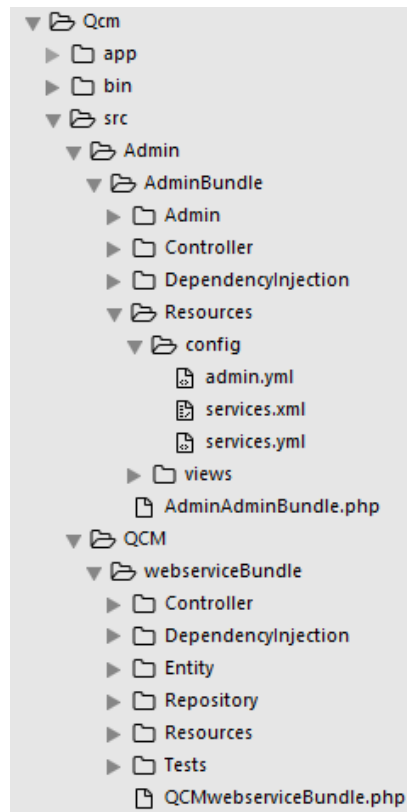 Qcm
app
bin
src
Admin
AdminBundle
Admin
Controller
DependencyInjection
Resources
config
admin.yml
services.xml
services.yml
views
AdminAdminBundle.php
QCM
webserviceBundle
Controller
DependencyInjection
Entity
Repository
Resources
Tests
QCMwebserviceBundle.php